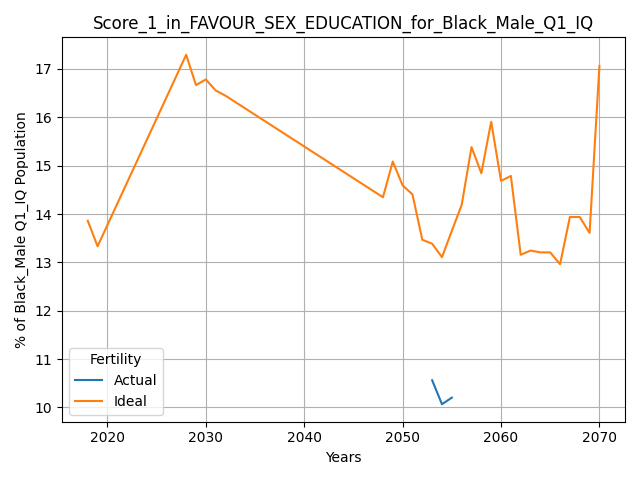 Score_1_in_FAVOUR_SEX_EDUCATION_for_Black_Male_Q1_IQ
% of Black_Male Q1_IQ Population
17
16
15
14
13
12
11
10
Fertility
Actual
Ideal
2020 2030 2040 2050 2060 2070
Years